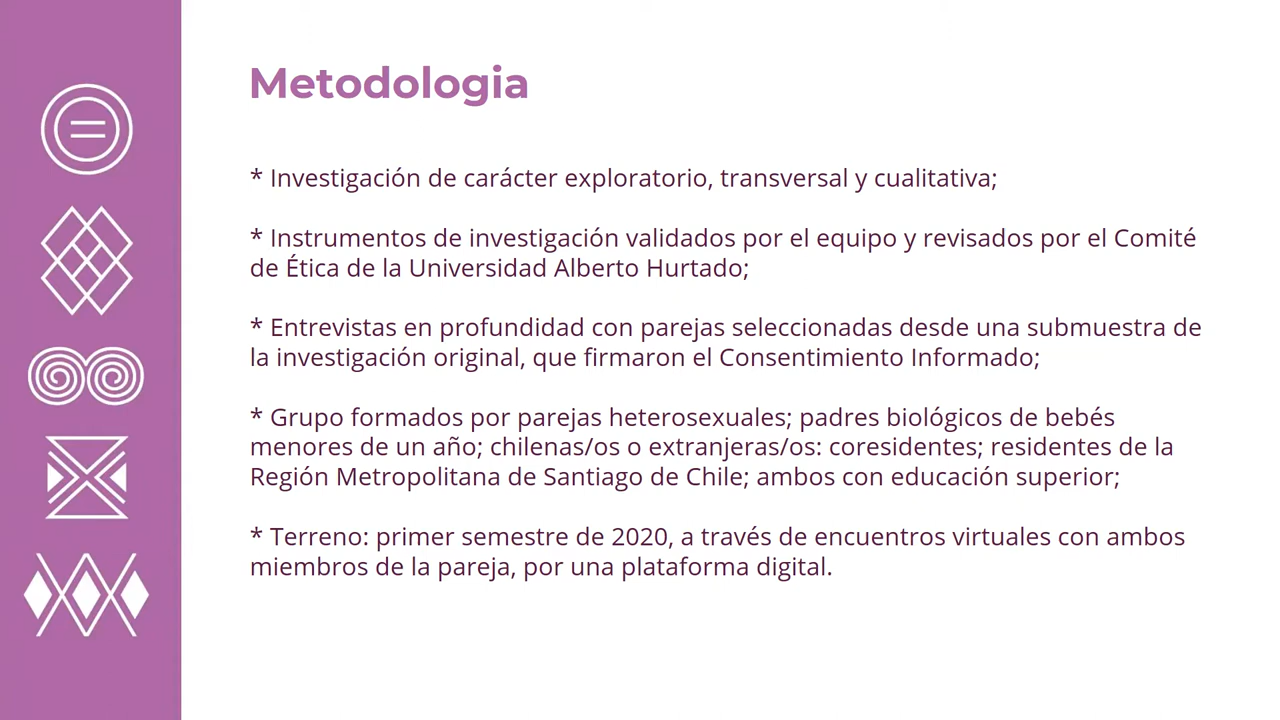 Metodologia
* Investigación de carácter exploratorio, transversal y cualitativa;
* Instrumentos de investigación validados por el equipo y revisados por el Comité
de Ética de la Universidad Alberto Hurtado;
* Entrevistas en profundidad con parejas seleccionadas desde una submuestra de
la investigación original, que firmaron el Consentimiento Informado;
* Grupo formados por parejas heterosexuales; padres biológicos de bebés
menores de un año; chilenas/os o extranjeras/os: coresidentes; residentes de la
Región Metropolitana de Santiago de Chile; ambos con educación superior;
* Terreno: primer semestre de 2020, a través de encuentros virtuales con ambos
miembros de la pareja, por una plataforma digital.